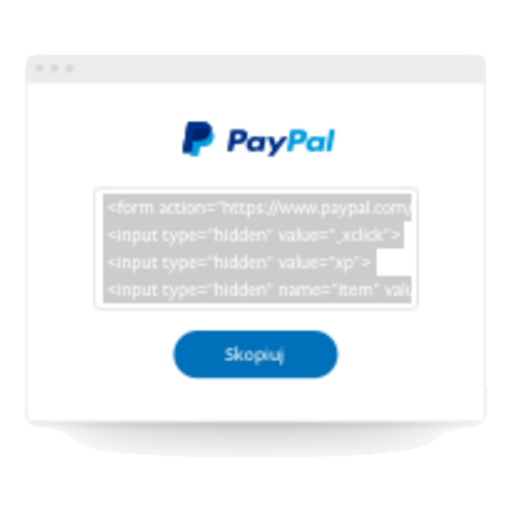 PayPal
<form action="https://www.paypal.com/
<input type="hidden" value="_xclick">
<input type="hidden" value="xp">
<input type="hidden" name="item" valu
Skopiuj